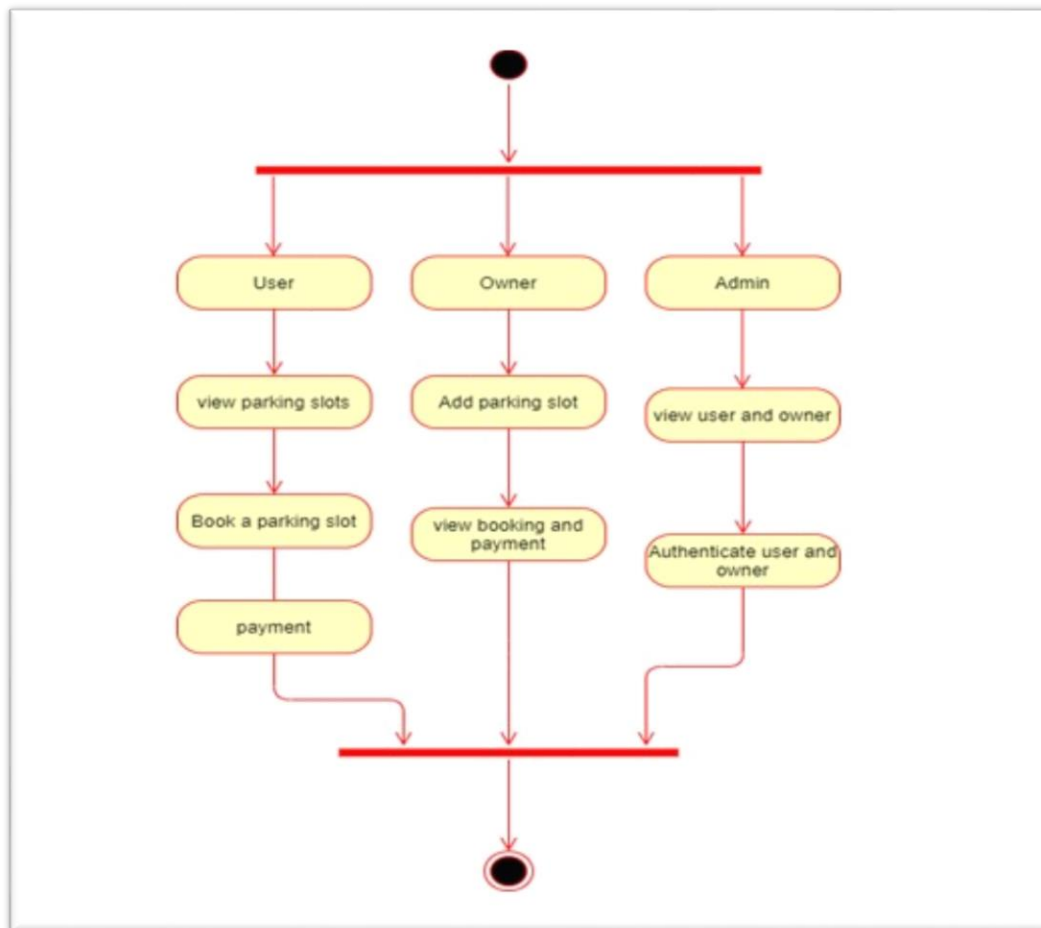 User
Owner
Admin
view parking slots
Add parking slot
view user and owner
Book a parking slot
view booking and
payment
Authenticate user and
owner
payment